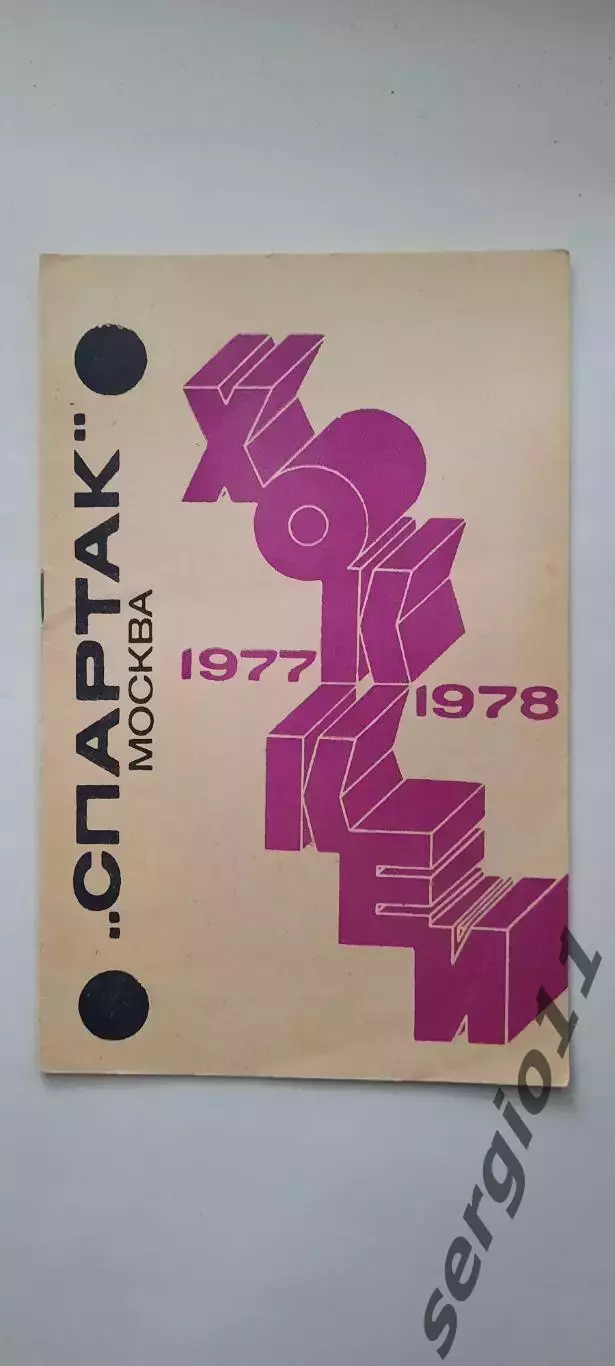 „СПАРТАК"
МОСКВА
ХОККЕЙ
1977
1978
sergio11